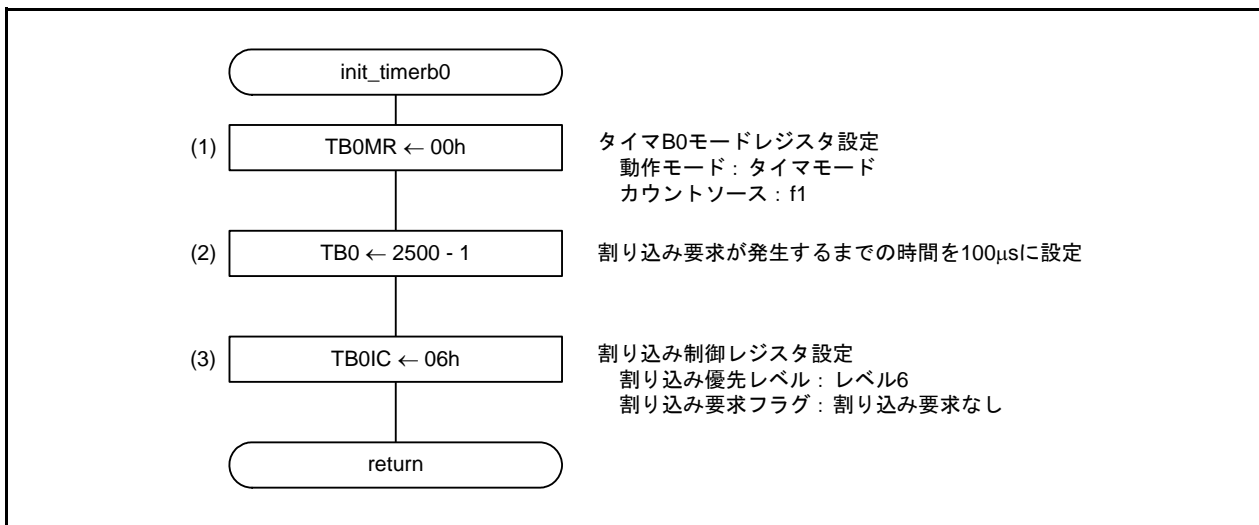 init_timerb0
(1) TB0MR ← 00h タイマB0モードレジスタ設定
動作モード：タイマモード
カウントソース：f1
(2) TB0 ← 2500 - 1 割り込み要求が発生するまでの時間を100μsに設定
(3) TB0IC ← 06h 割り込み制御レジスタ設定
割り込み優先レベル：レベル6
割り込み要求フラグ：割り込み要求なし
return